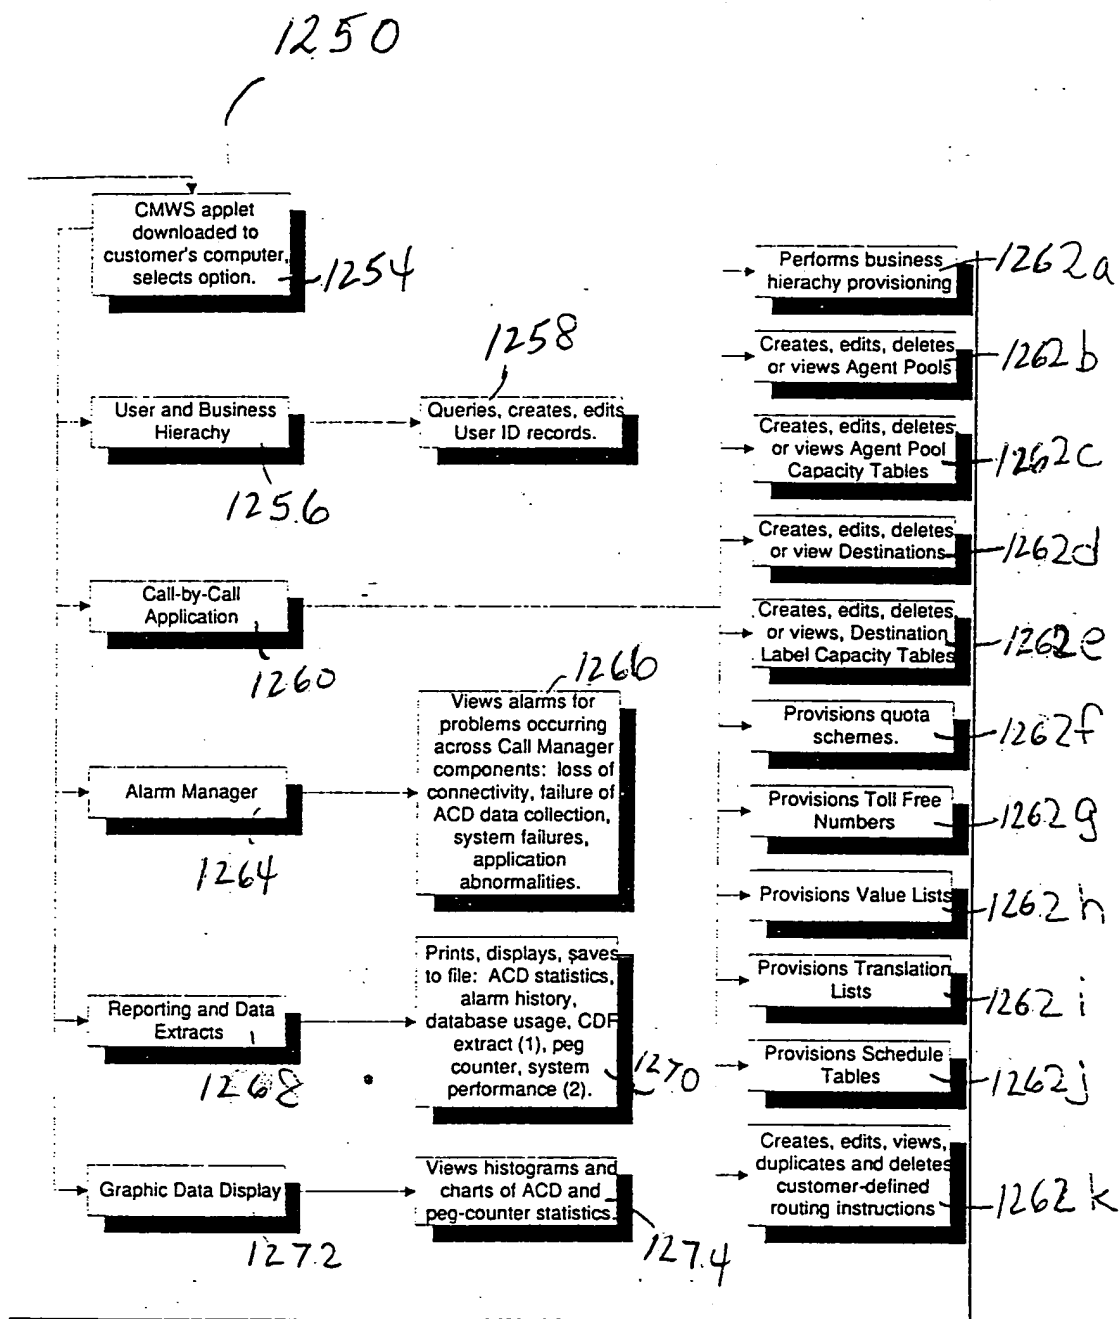 1250
CMWS applet
downloaded to
customer's computer,
selects option.
1254
User and Business
Hierachy
1256
1258
Queries, creates, edits
User ID records.
Call-by-Call
Application
1260
Alarm Manager
1264
1266
Views alarms for
problems occurring
across Call Manager
components: loss of
connectivity, failure of
ACD data collection,
system failures,
application
abnormalities.
Reporting and Data
Extracts
1268
Prints, displays, saves
to file: ACD statistics,
alarm history,
database usage, CDF
extract (1), peg
counter, system
performance (2).
1270
Graphic Data Display
1272
Views histograms and
charts of ACD and
peg-counter statistics.
1274
Performs business
hierachy provisioning
1262a
Creates, edits, deletes
or views Agent Pools
1262b
Creates, edits, deletes
or views Agent Pool
Capacity Tables
1262c
Creates, edits, deletes
or view Destinations
1262d
Creates, edits, deletes
or views, Destination
Label Capacity Tables
1262e
Provisions quota
schemes.
1262f
Provisions Toll Free
Numbers
1262g
Provisions Value Lists
1262h
Provisions Translation
Lists
1262i
Provisions Schedule
Tables
1262j
Creates, edits, views,
duplicates and deletes
customer-defined
routing instructions
1262k